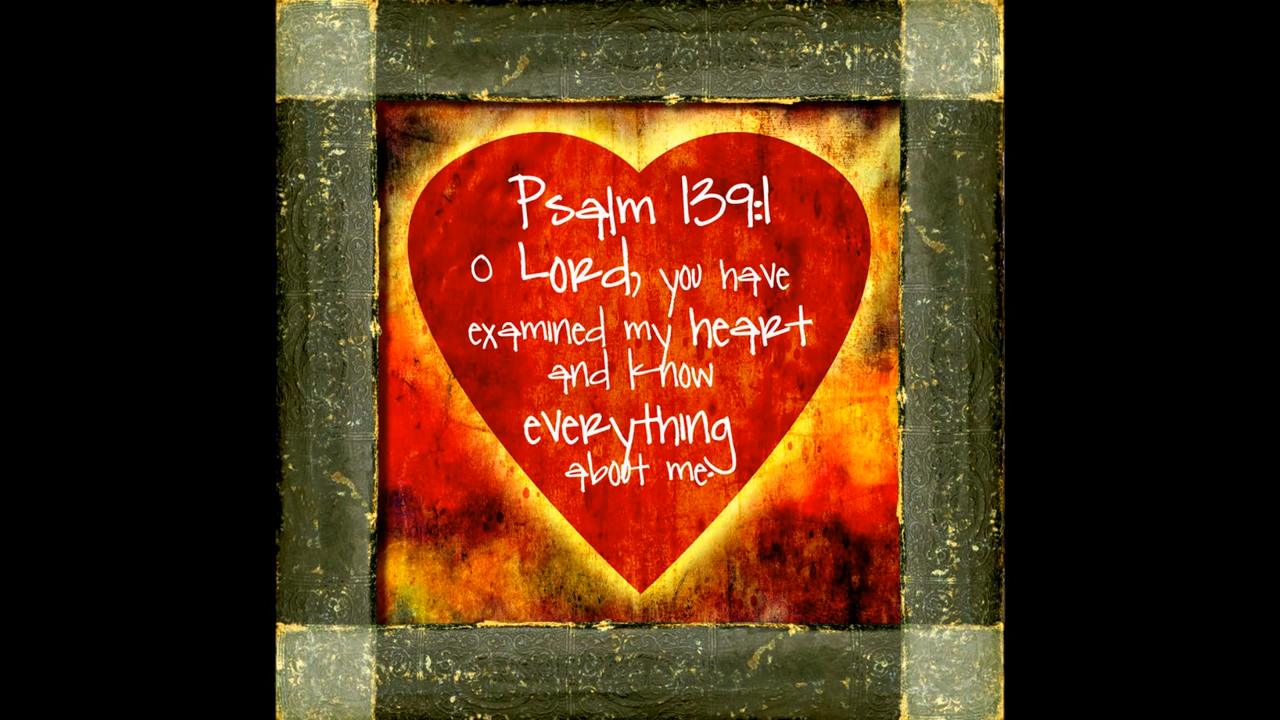 Psalm 139:1
o Lord, you have
examined my heart
and know
everything
about me.